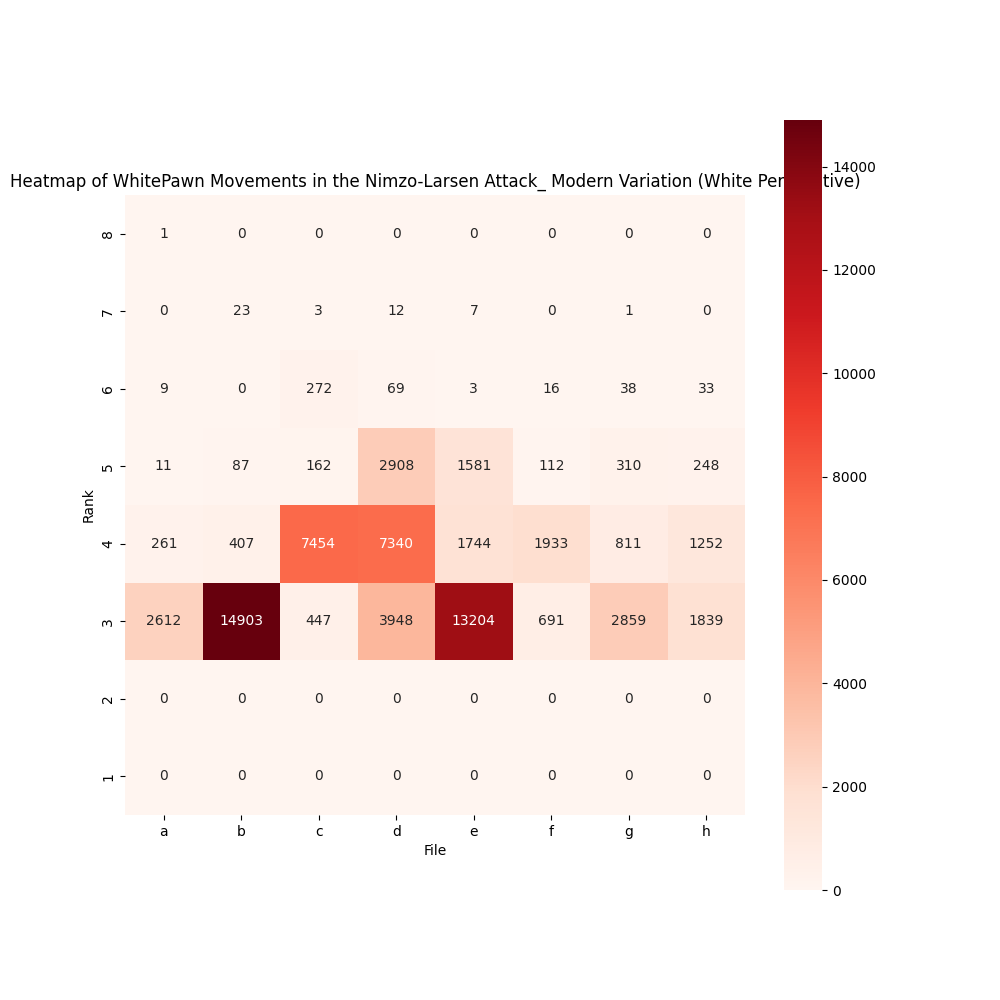 Heatmap of WhitePawn Movements in the Nimzo-Larsen Attack_ Modern Variation (White Per tive)
14000
12000
10000
8000
6000
4000
2000
0
Rank
8 1 0 0 0 0 0 0 0
7 0 23 3 12 7 0 1 0
6 9 0 272 69 3 16 38 33
5 11 87 162 2908 1581 112 310 248
4 261 407 7454 7340 1744 1933 811 1252
3 2612 14903 447 3948 13204 691 2859 1839
2 0 0 0 0 0 0 0 0
1 0 0 0 0 0 0 0 0
a b c d e f g h
File